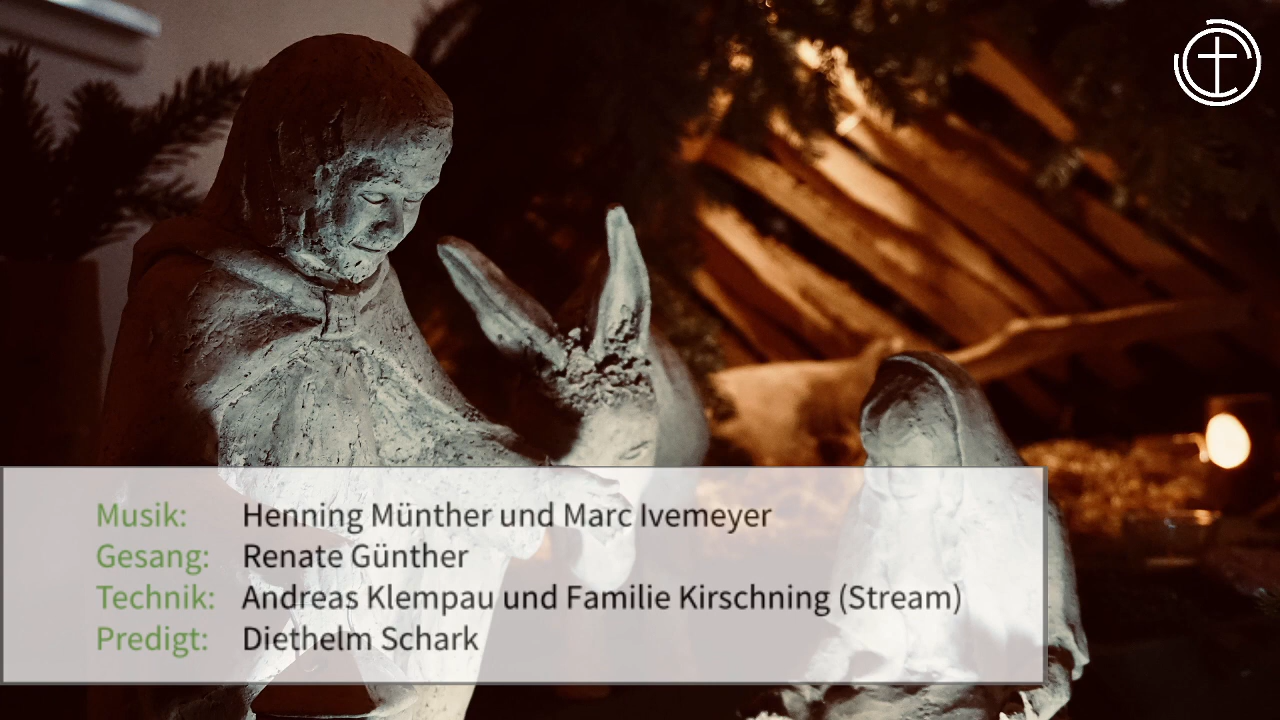 Musik: Henning Münther und Marc Ivemeyer
Gesang: Renate Günther
Technik: Andreas Klempau und Familie Kirschning (Stream)
Predigt: Diethelm Schark